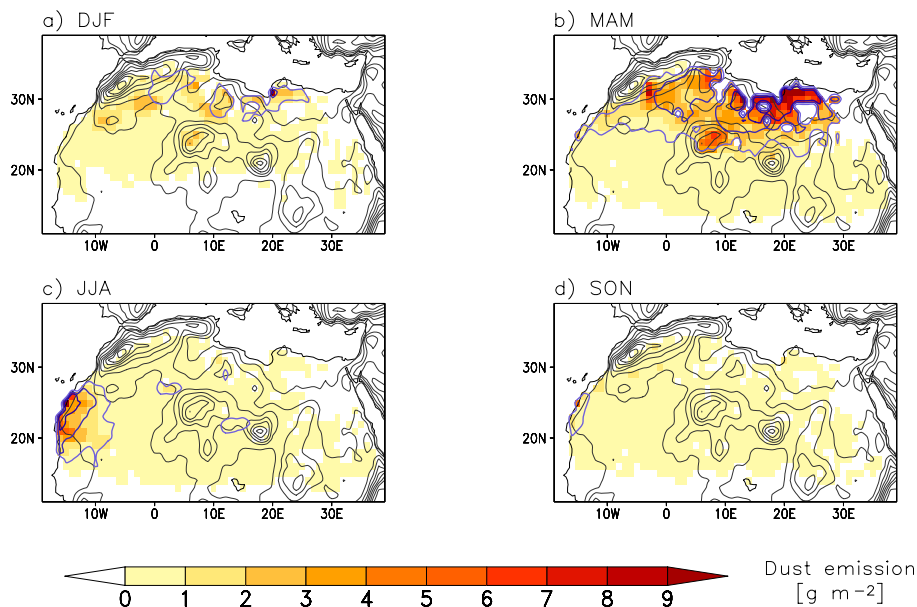 a) DJF
b) MAM
30N
20N
10W 0 10E 20E 30E
30N
20N
10W 0 10E 20E 30E
c) JJA
d) SON
30N
20N
10W 0 10E 20E 30E
30N
20N
10W 0 10E 20E 30E
0 1 2 3 4 5 6 7 8 9
Dust emission
[g m−2]